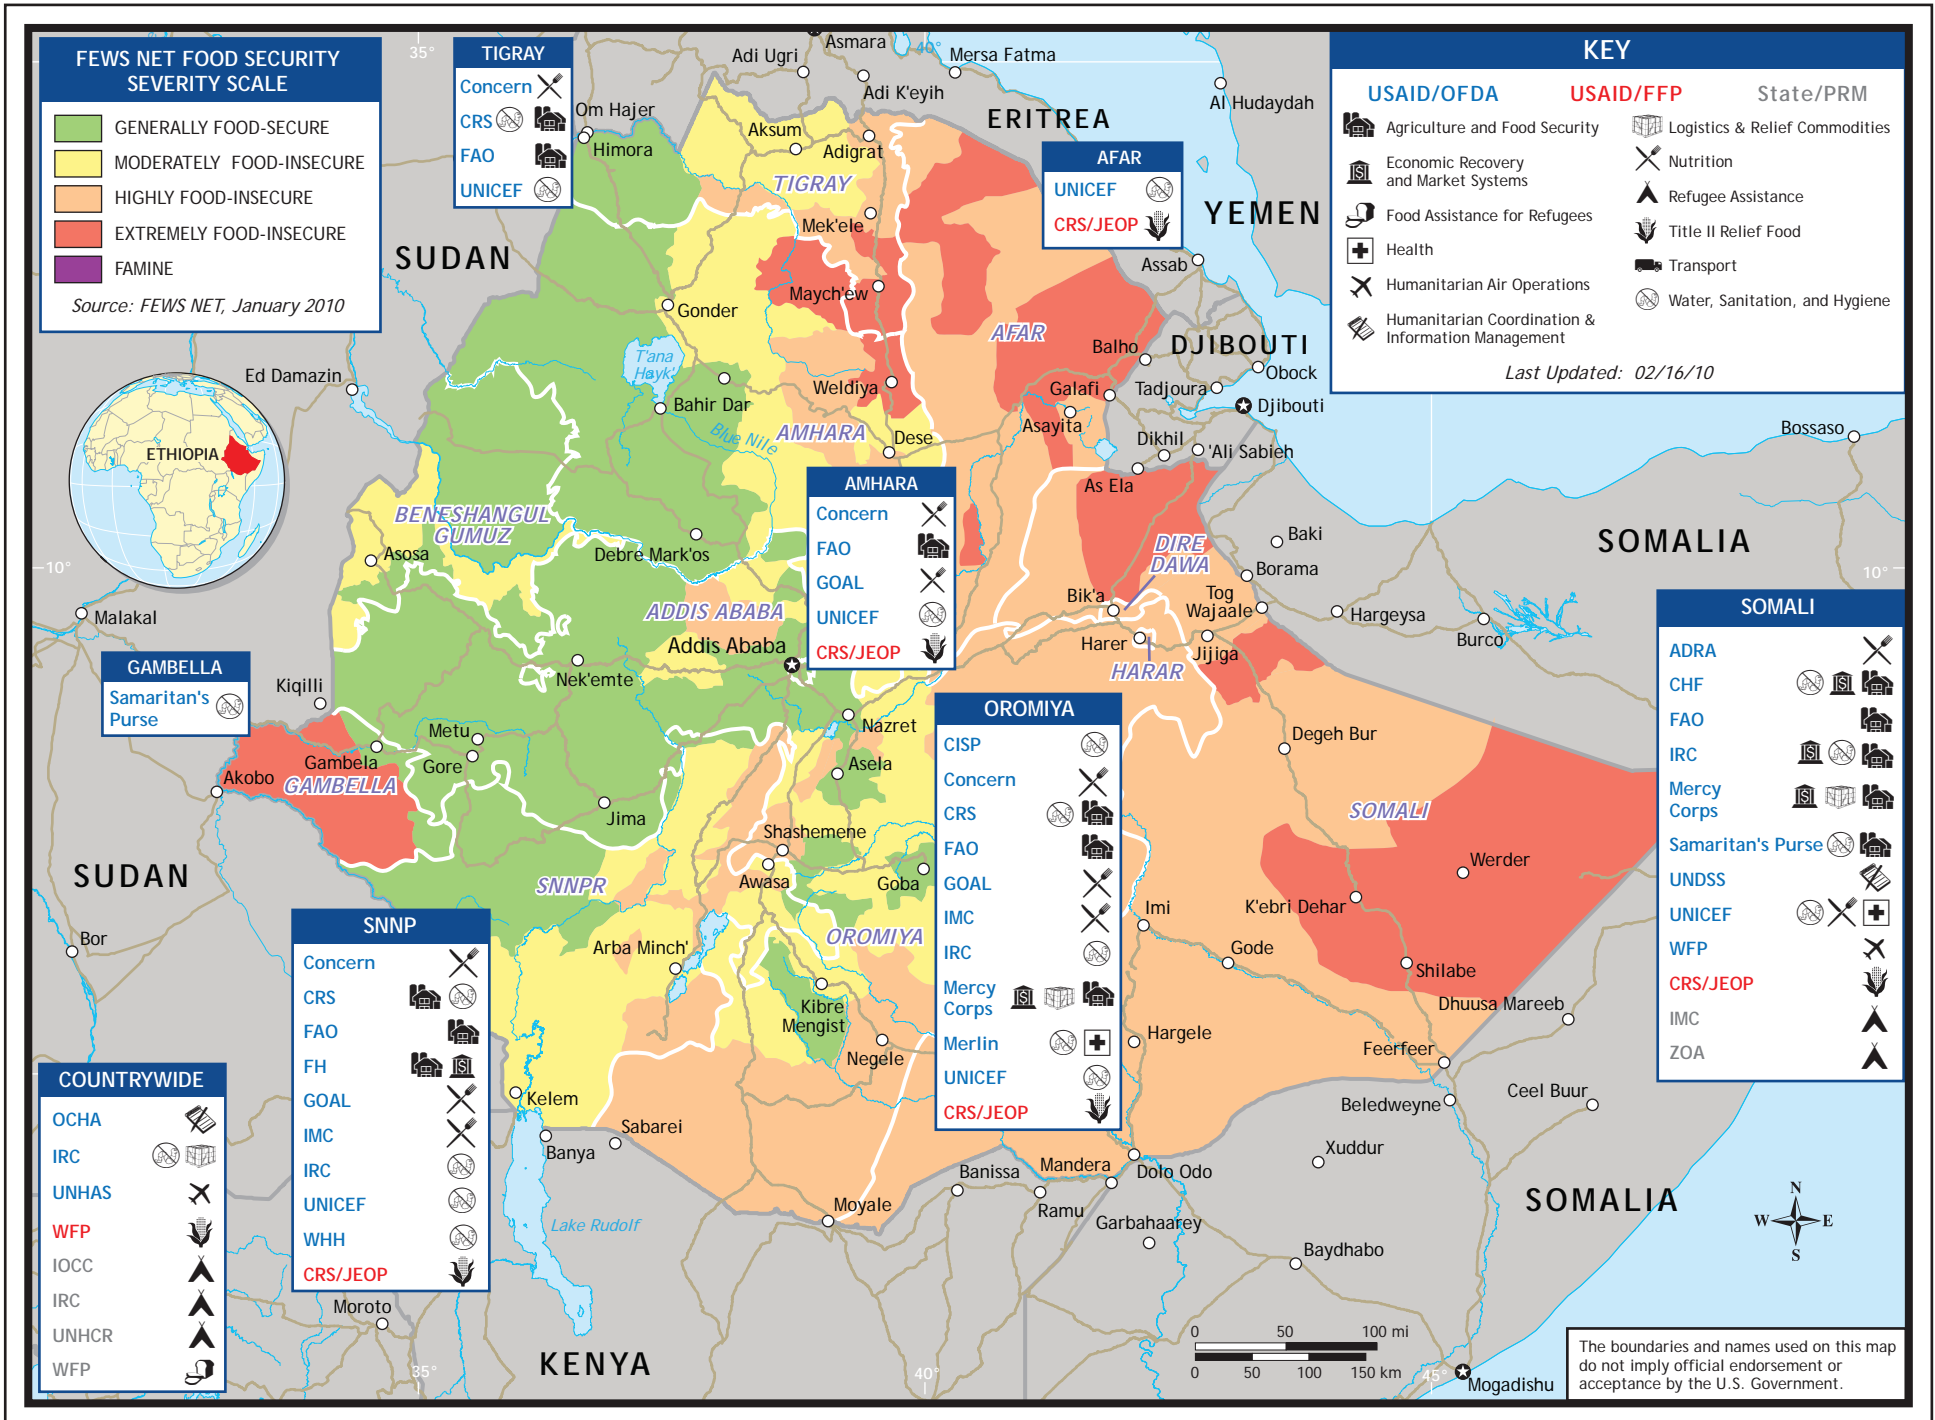 FEWS NET FOOD SECURITY
SEVERITY SCALE
GENERALLY FOOD-SECURE
MODERATELY FOOD-INSECURE
HIGHLY FOOD-INSECURE
EXTREMELY FOOD-INSECURE
FAMINE
Source: FEWS NET, January 2010
TIGRAY
Concern
CRS
FAO
UNICEF
AFAR
UNICEF
CRS/JEOP
KEY
USAID/OFDA
USAID/FFP
State/PRM
Agriculture and Food Security
Economic Recovery
and Market Systems
Food Assistance for Refugees
Health
Humanitarian Air Operations
Humanitarian Coordination &
Information Management
Logistics & Relief Commodities
Nutrition
Refugee Assistance
Title II Relief Food
Transport
Water, Sanitation, and Hygiene
Last Updated: 02/16/10
35°
40°
Asmara
Adi Ugri
Mersa Fatma
Adi K'eyih
Al Hudaydah
Om Hajer
Himora
Aksum
Adigrat
ERITREA
TIGRAY
YEMEN
Mek'ele
SUDAN
Assab
Maych'ew
Gonder
AFAR
T'ana
Hayk'
Balho
DJIBOUTI
Obock
Ed Damazin
Weldiya
Galafi
Tadjoura
Djibouti
Bahir Dar
Asayita
Blue Nile
AMHARA
Dese
Dikhil
'Ali Sabieh
Bossaso
ETHIOPIA
As Ela
AMHARA
Concern
FAO
GOAL
UNICEF
CRS/JEOP
BENESHANGUL
GUMUZ
Asosa
Debre Mark'os
DIRE
DAWA
Baki
SOMALIA
10°
Borama
10°
Bik'a
Tog
Wajaale
Hargeysa
Burco
Malakal
ADDIS ABABA
Addis Ababa
Harer
Jijiga
HARAR
Nek'emte
GAMBELLA
Samaritan's
Purse
Kiqilli
SOMALI
ADRA
CHF
FAO
IRC
Mercy
Corps
Samaritan's Purse
UNDSS
UNICEF
WFP
CRS/JEOP
IMC
ZOA
OROMIYA
CISP
Concern
CRS
FAO
GOAL
IMC
IRC
Mercy
Corps
Merlin
UNICEF
CRS/JEOP
Metu
Gore
Nazret
Degeh Bur
Gambela
GAMBELLA
Akobo
Asela
Jima
SOMALI
Shashemene
Werder
SUDAN
SNNPR
Awasa
Goba
K'ebri Dehar
Imi
Bor
Arba Minch'
OROMIYA
Gode
Shilabe
Kibre
Mengist
Dhuusa Mareeb
Negele
Hargele
Feerfeer
SNNP
Concern
CRS
FAO
FH
GOAL
IMC
IRC
UNICEF
WHH
CRS/JEOP
COUNTRYWIDE
OCHA
IRC
UNHAS
WFP
IOCC
IRC
UNHCR
WFP
Kelem
Ceel Buur
Beledweyne
Sabarei
Banya
Xuddur
Banissa
Mandera
Dolo Odo
Ramu
SOMALIA
Moyale
Garbahaarey
Lake Rudolf
Baydhabo
N
W
E
S
Moroto
KENYA
0 50 100 mi
0 50 100 150 km
35°
40°
45°
Mogadishu
The boundaries and names used on this map
do not imply official endorsement or
acceptance by the U.S. Government.